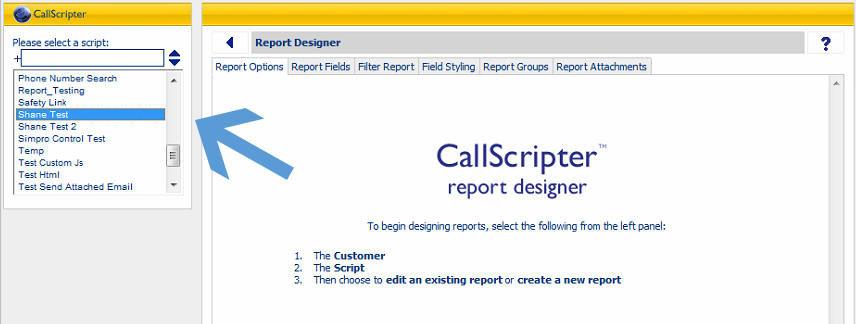 CallScripter
Please select a script:
+
Phone Number Search
Report_Testing
Safety Link
Shane Test
Shane Test 2
Simpro Control Test
Temp
Test Custom Js
Test Html
Test Send Attached Email
Report Designer
?
Report Options Report Fields Filter Report Field Styling Report Groups Report Attachments
CallScripter™
report designer
To begin designing reports, select the following from the left panel:
1. The Customer
2. The Script
3. Then choose to edit an existing report or create a new report